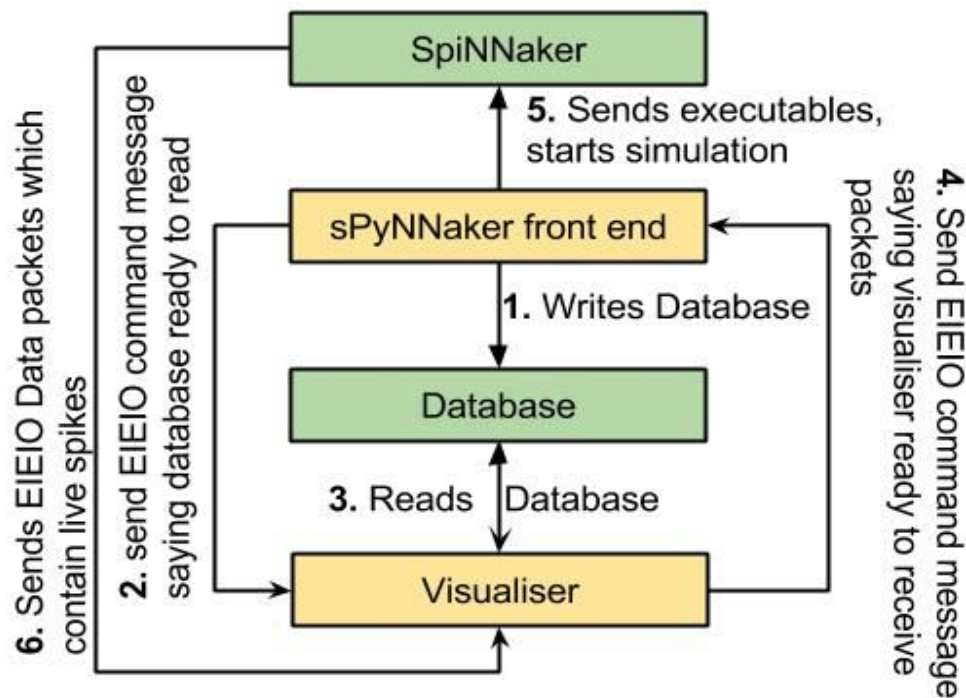 SpiNNaker
5. Sends executables,
starts simulation
sPyNNaker front end
1. Writes Database
Database
3. Reads Database
Visualiser
6. Sends EIEIO Data packets which
contain live spikes
2. send EIEIO command message
saying database ready to read
4. Send EIEIO command message
saying visualiser ready to receive
packets